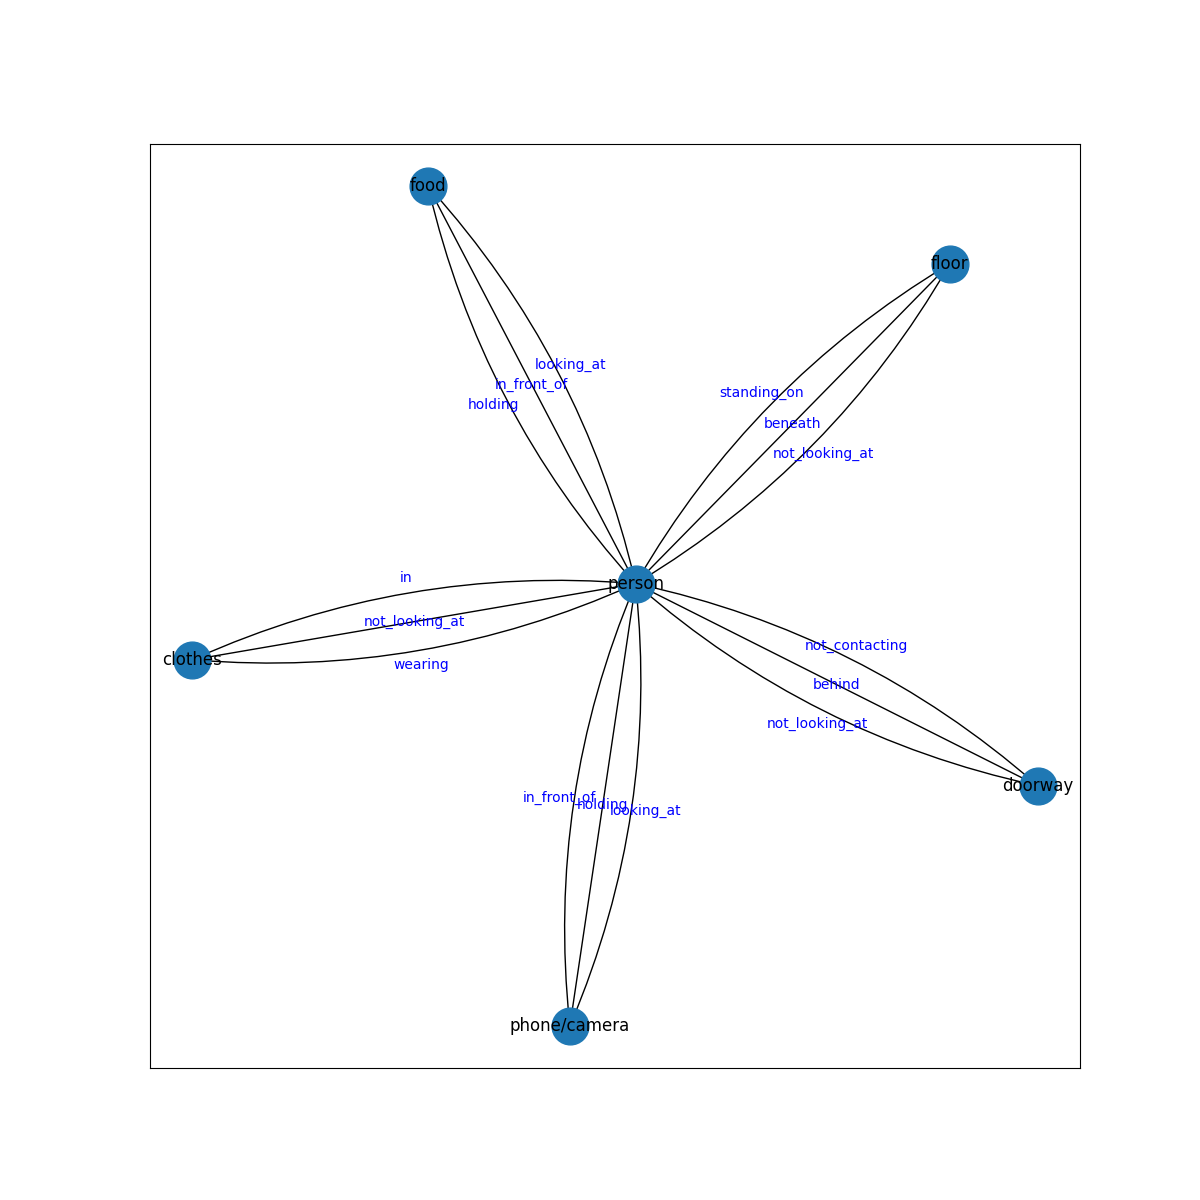 food
floor
looking_at
in_front_of
standing_on
holding
beneath
not_looking_at
in
person
not_looking_at
not_contacting
clothes
wearing
behind
not_looking_at
doorway
in_front_of
holding
looking_at
phone/camera